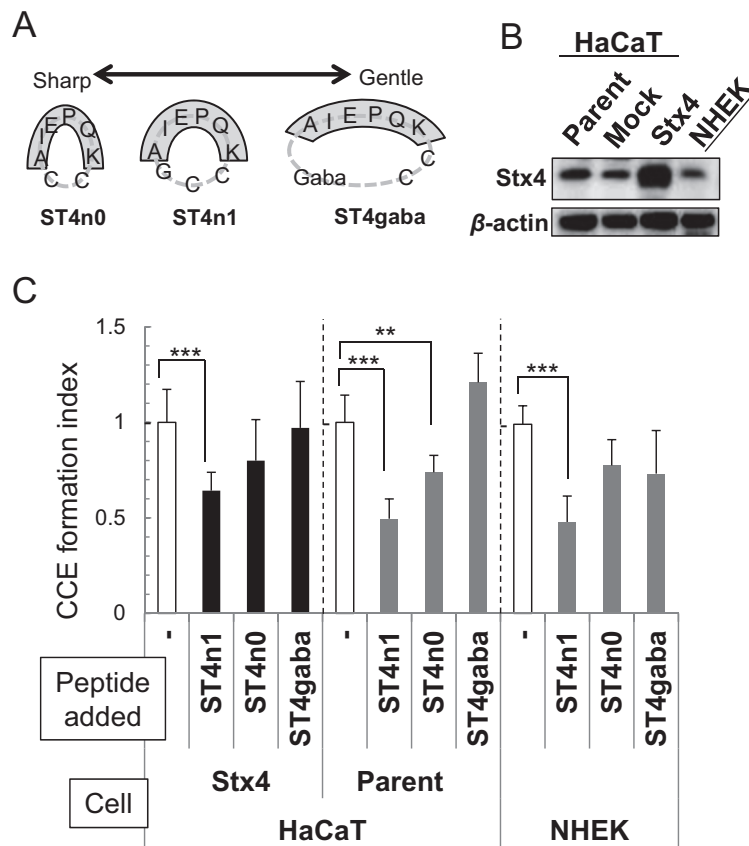 A
Sharp
Gentle
A I E P Q K C C
A I E P Q K C C G
A I E P Q K C C Gaba
ST4n0
ST4n1
ST4gaba
B
HaCaT
Parent
Mock
Stx4
NHEK
Stx4
β-actin
C
CCE formation index
1.5
1
0.5
0
***
**
***
***
Peptide added
-
ST4n1
ST4n0
ST4gaba
-
ST4n1
ST4n0
ST4gaba
-
ST4n1
ST4n0
ST4gaba
Cell
Stx4
Parent
HaCaT
NHEK